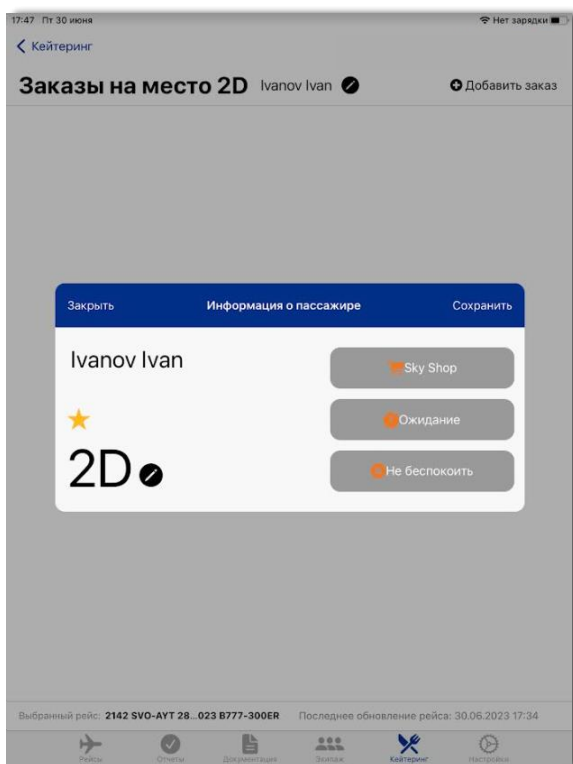 17:47 Пт 30 июня Нет зарядки
Кейтеринг
Заказы на место 2D Ivanov Ivan Добавить заказ
Закрыть Информация о пассажире Сохранить
Ivanov Ivan
Sky Shop
Ожидание
2D
Не беспокоить
Выбранный рейс: 2142 SVO-AYT 28...023 B777-300ER Последнее обновление рейса: 30.06.2023 17:34
Рейсы Отчеты Документация Экипаж Кейтеринг Настройки